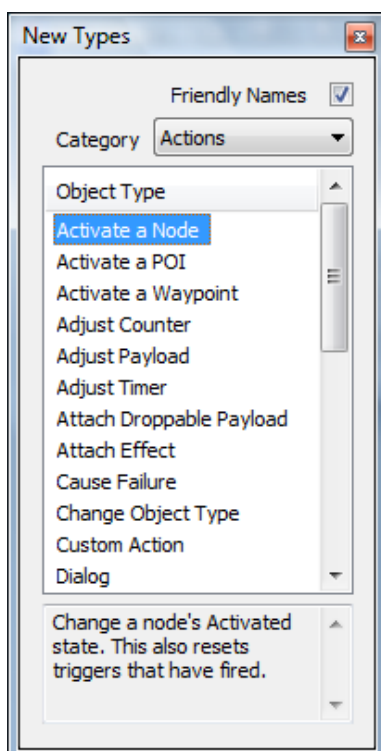 New Types
Friendly Names
Category Actions
Object Type
Activate a Node
Activate a POI
Activate a Waypoint
Adjust Counter
Adjust Payload
Adjust Timer
Attach Droppable Payload
Attach Effect
Cause Failure
Change Object Type
Custom Action
Dialog
Change a node's Activated
state. This also resets
triggers that have fired.